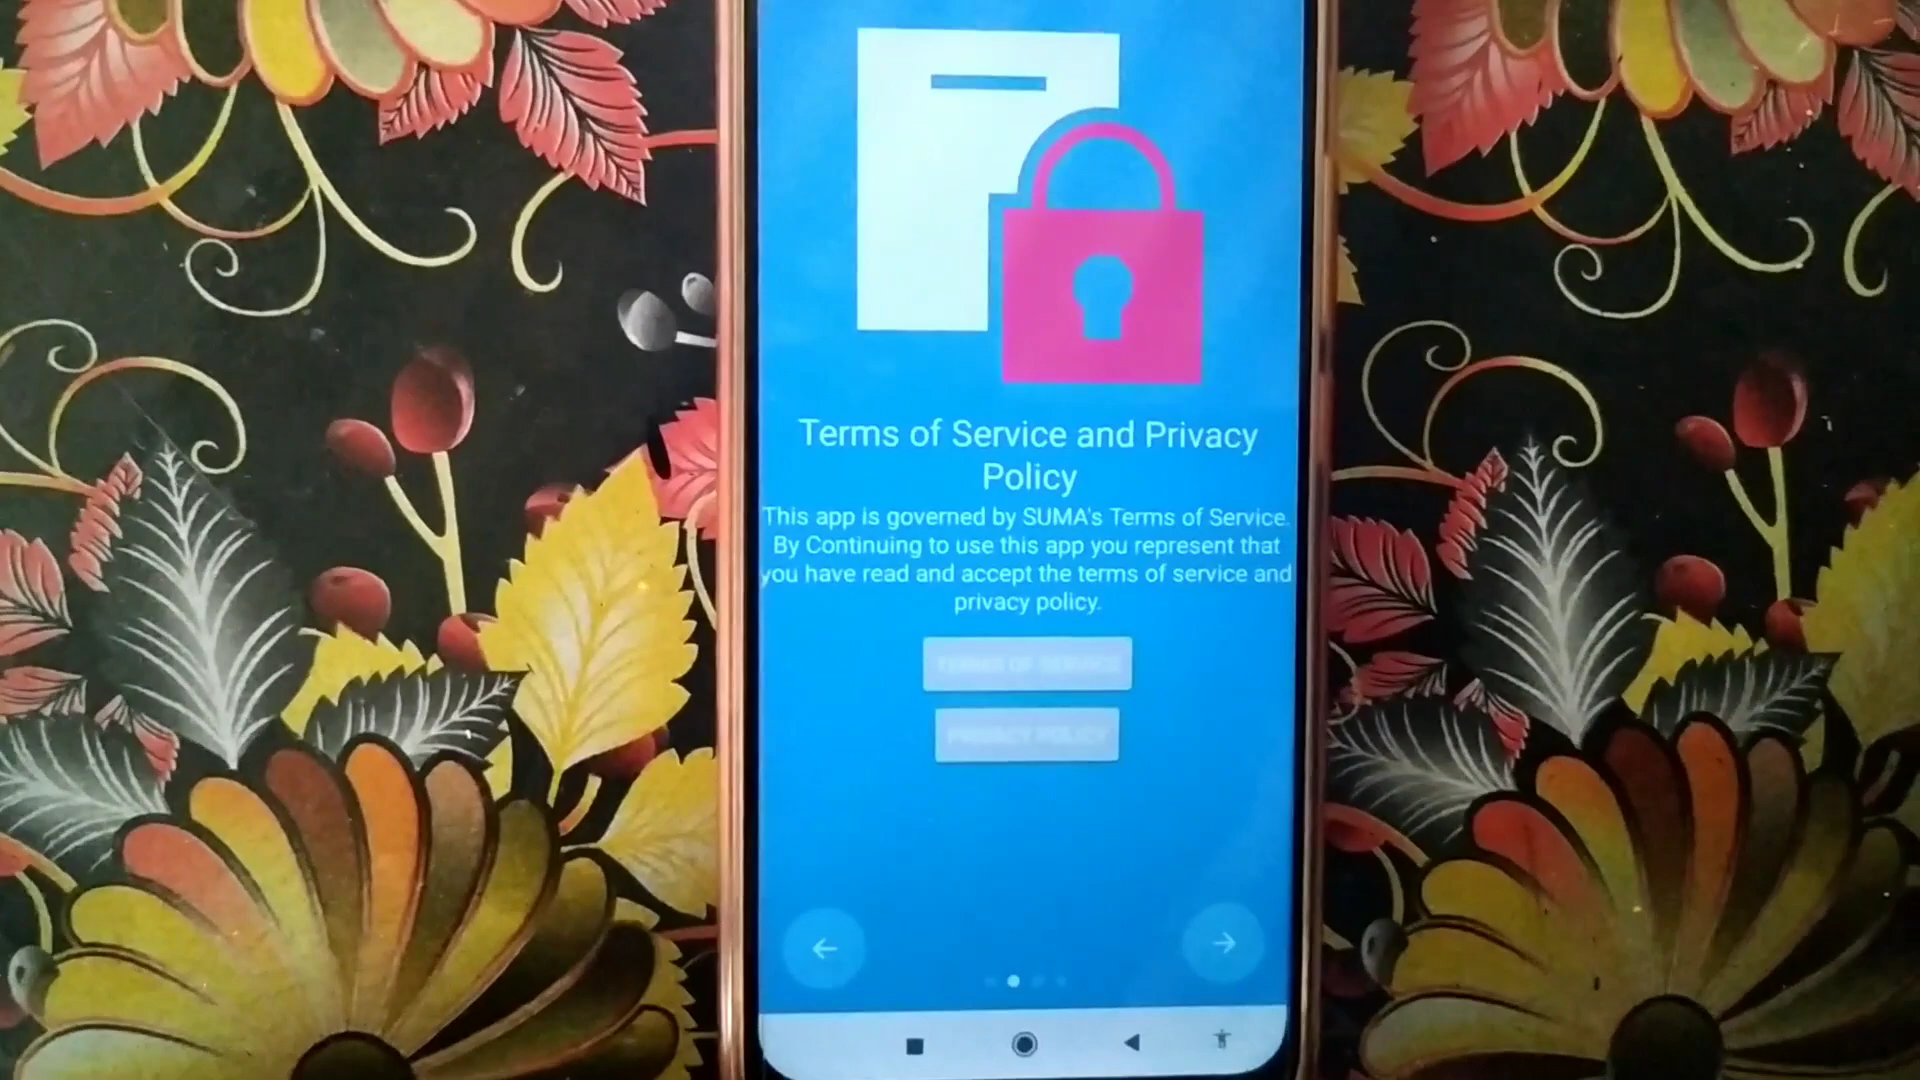 Terms of Service and Privacy
Policy
This app is governed by SUMA's Terms of Service.
By Continuing to use this app you represent that
you have read and accept the terms of service and
privacy policy.
TERMS OF SERVICE
PRIVACY POLICY